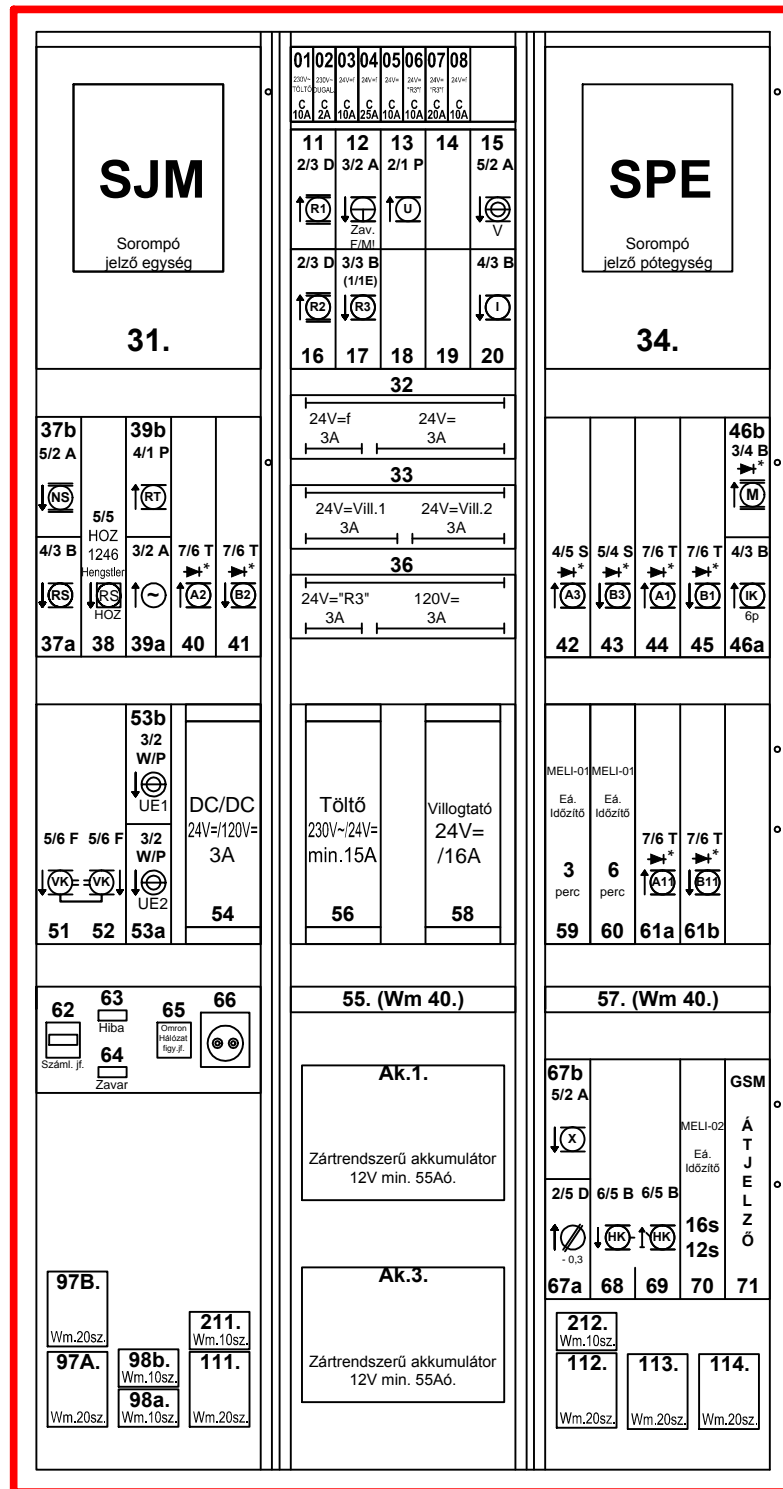 SJM
Sorompó
jelző egység
31.
01 02 03 04 05 06 07 08
230V~ 230V~ 24V=f 24V=f 24V= 24V= 24V= 24V=f
TÖLTŐ DUGALJ "R3"f "R3"f
C C C C C C C C
10A 2A 10A 25A 10A 10A 20A 10A
11 12 13 14 15
2/3 D 3/2 A 2/1 P 5/2 A
R1 U
Zav. V
F/M!
2/3 D 3/3 B 4/3 B
(1/1E)
R2 R3 I
16 17 18 19 20
SPE
Sorompó
jelző pótegység
34.
32
24V=f 24V=
3A 3A
33
24V=Vill.1 24V=Vill.2
3A 3A
36
24V="R3" 120V=
3A 3A
37b 39b
5/2 A 4/1 P
NS RT
5/5
HOZ
1246
Hengstler
4/3 B 3/2 A 7/6 T 7/6 T
* *
RS RS ~ A2 B2
HOZ
37a 38 39a 40 41
46b
3/4 B
*
M
4/5 S 5/4 S 7/6 T 7/6 T 4/3 B
* * * *
A3 B3 A1 B1 IK
6p
42 43 44 45 46a
53b
3/2
W/P
UE1
5/6 F 5/6 F 3/2
W/P
VK VK
UE2
51 52 53a
DC/DC
24V=/120V=
3A
54
Töltő
230V~/24V=
min.15A
56
Villogtató
24V=
/16A
58
MELI-01 MELI-01
Eá. Eá.
Időzítő Időzítő
7/6 T 7/6 T
* *
3 6 A11 B11
perc perc
59 60 61a 61b
62 63 65 66
Hiba
Omron
Hálózat
figy.jf.
Száml. jf.
64
Zavar
55. (Wm 40.)
57. (Wm 40.)
Ak.1.
Zártrendszerű akkumulátor
12V min. 55Aó.
Ak.3.
Zártrendszerű akkumulátor
12V min. 55Aó.
67b
5/2 A
X
2/5 D 6/5 B 6/5 B
HK HK
- 0,3
MELI-02
Eá.
Időzítő
16s
12s
GSM
Á
T
J
E
L
Z
Ő
67a 68 69 70 71
97B.
Wm.20sz.
97A.
Wm.20sz.
98b.
Wm.10sz.
98a.
Wm.10sz.
211.
Wm.10sz.
111.
Wm.20sz.
212.
Wm.10sz.
112. 113. 114.
Wm.20sz. Wm.20sz. Wm.20sz.